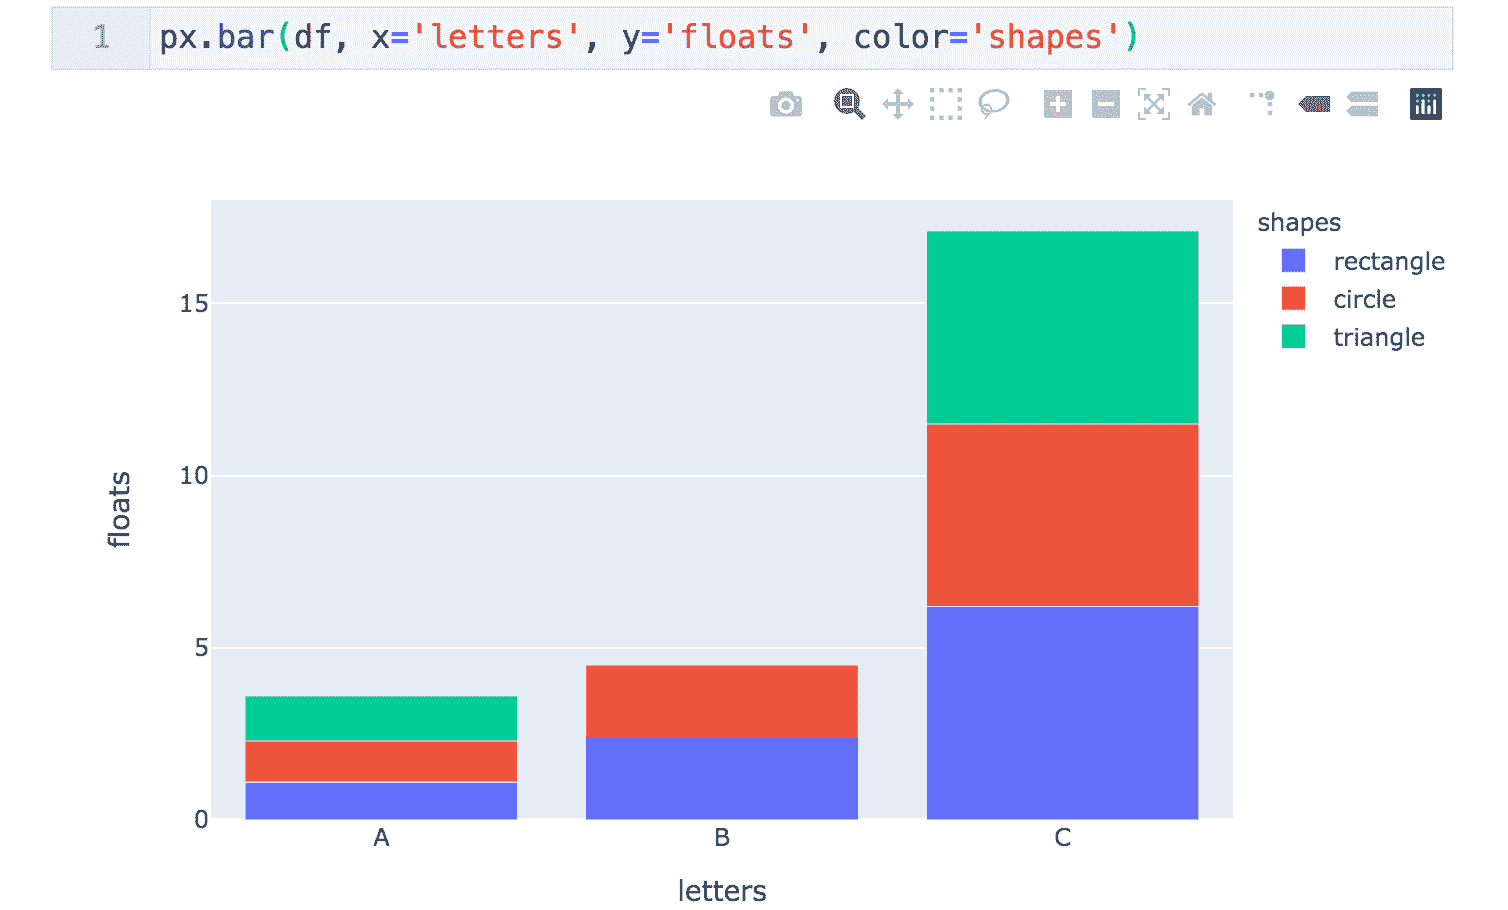 1 px.bar(df, x='letters', y='floats', color='shapes')
shapes
rectangle
circle
triangle
15
10
5
0
floats
A B C
letters